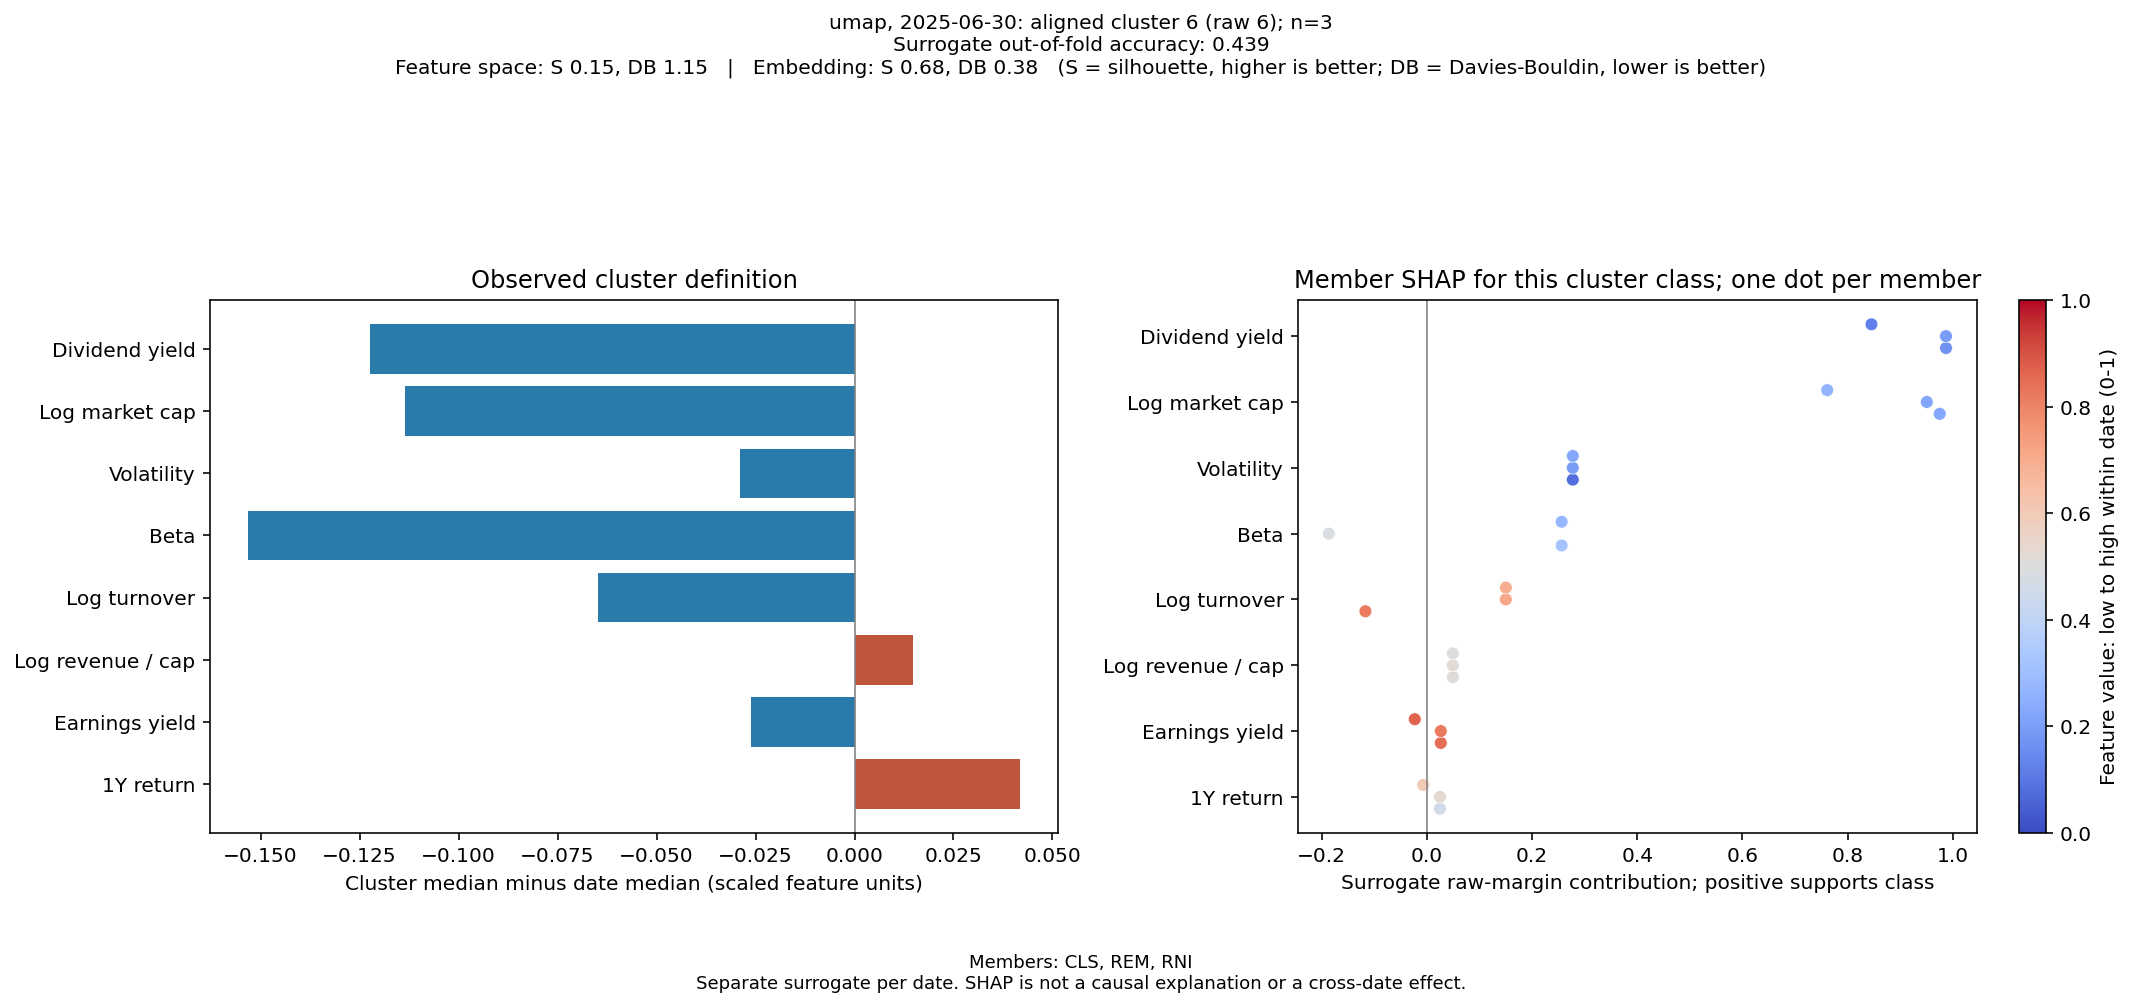 umap, 2025-06-30: aligned cluster 6 (raw 6); n=3
Surrogate out-of-fold accuracy: 0.439
Feature space: S 0.15, DB 1.15   |   Embedding: S 0.68, DB 0.38   (S = silhouette, higher is better; DB = Davies-Bouldin, lower is better)
Observed cluster definition
Dividend yield
Log market cap
Volatility
Beta
Log turnover
Log revenue / cap
Earnings yield
1Y return
−0.150 −0.125 −0.100 −0.075 −0.050 −0.025 0.000 0.025 0.050
Cluster median minus date median (scaled feature units)
Member SHAP for this cluster class; one dot per member
Dividend yield
Log market cap
Volatility
Beta
Log turnover
Log revenue / cap
Earnings yield
1Y return
−0.2 0.0 0.2 0.4 0.6 0.8 1.0
Surrogate raw-margin contribution; positive supports class
1.0
0.8
0.6
0.4
0.2
0.0
Feature value: low to high within date (0-1)
Members: CLS, REM, RNI
Separate surrogate per date. SHAP is not a causal explanation or a cross-date effect.